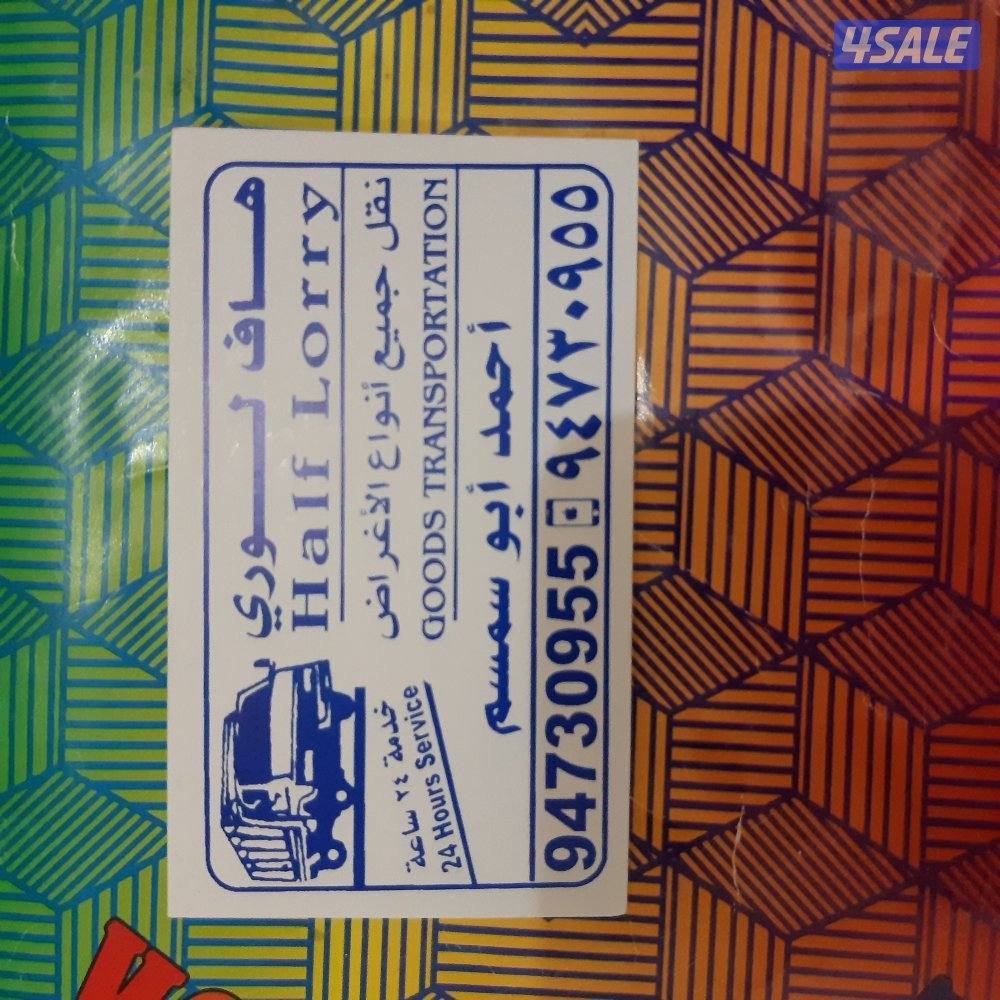 4SALE
هاف لوري
Half Lorry
نقل جميع أنواع الأغراض
GOODS TRANSPORTATION
خدمة ٢٤ ساعة
24 Hours Service
أحمد أبو سمسم
94730955 ٩٤٧٣٠٩٥٥